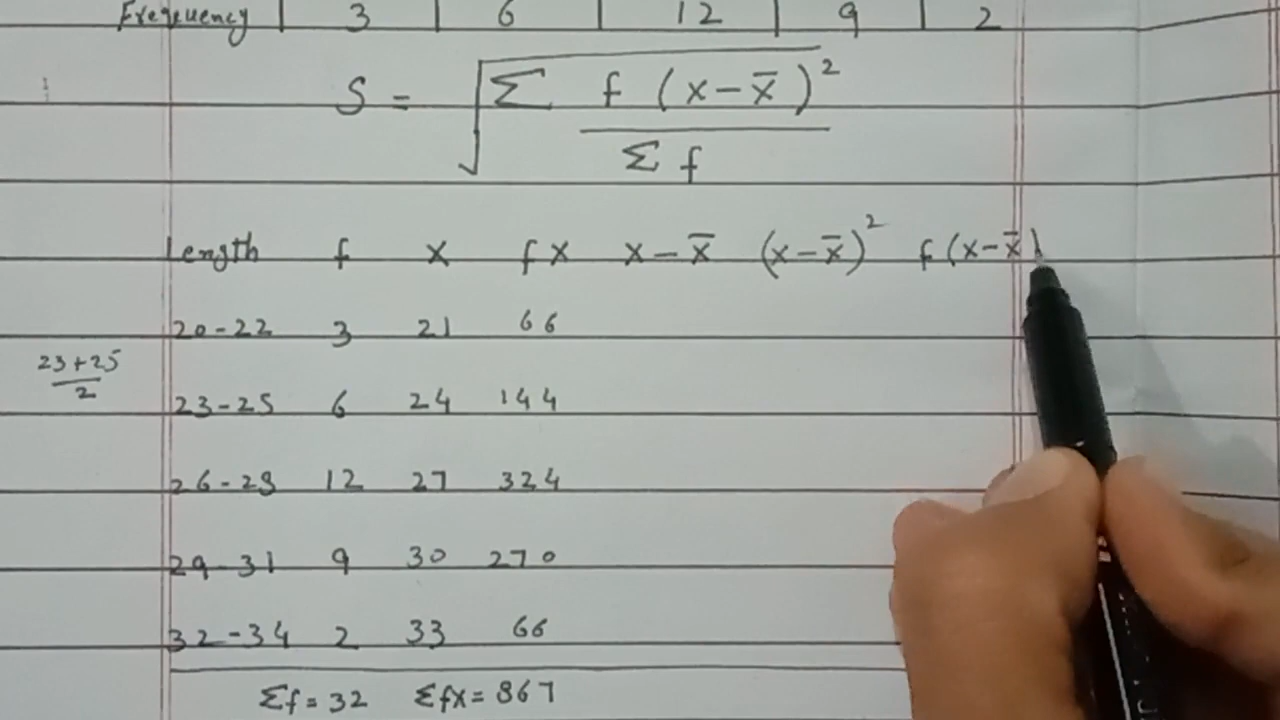 Frequency 3 6 12 9 2
S = √Σ f (x-x̄)²
Σ f
Length f x fx x-x̄ (x-x̄)² f(x-x̄)
20-22 3 21 66
23+25
2
23-25 6 24 144
26-28 12 27 324
29-31 9 30 270
32-34 2 33 66
Σf = 32 Σfx = 867